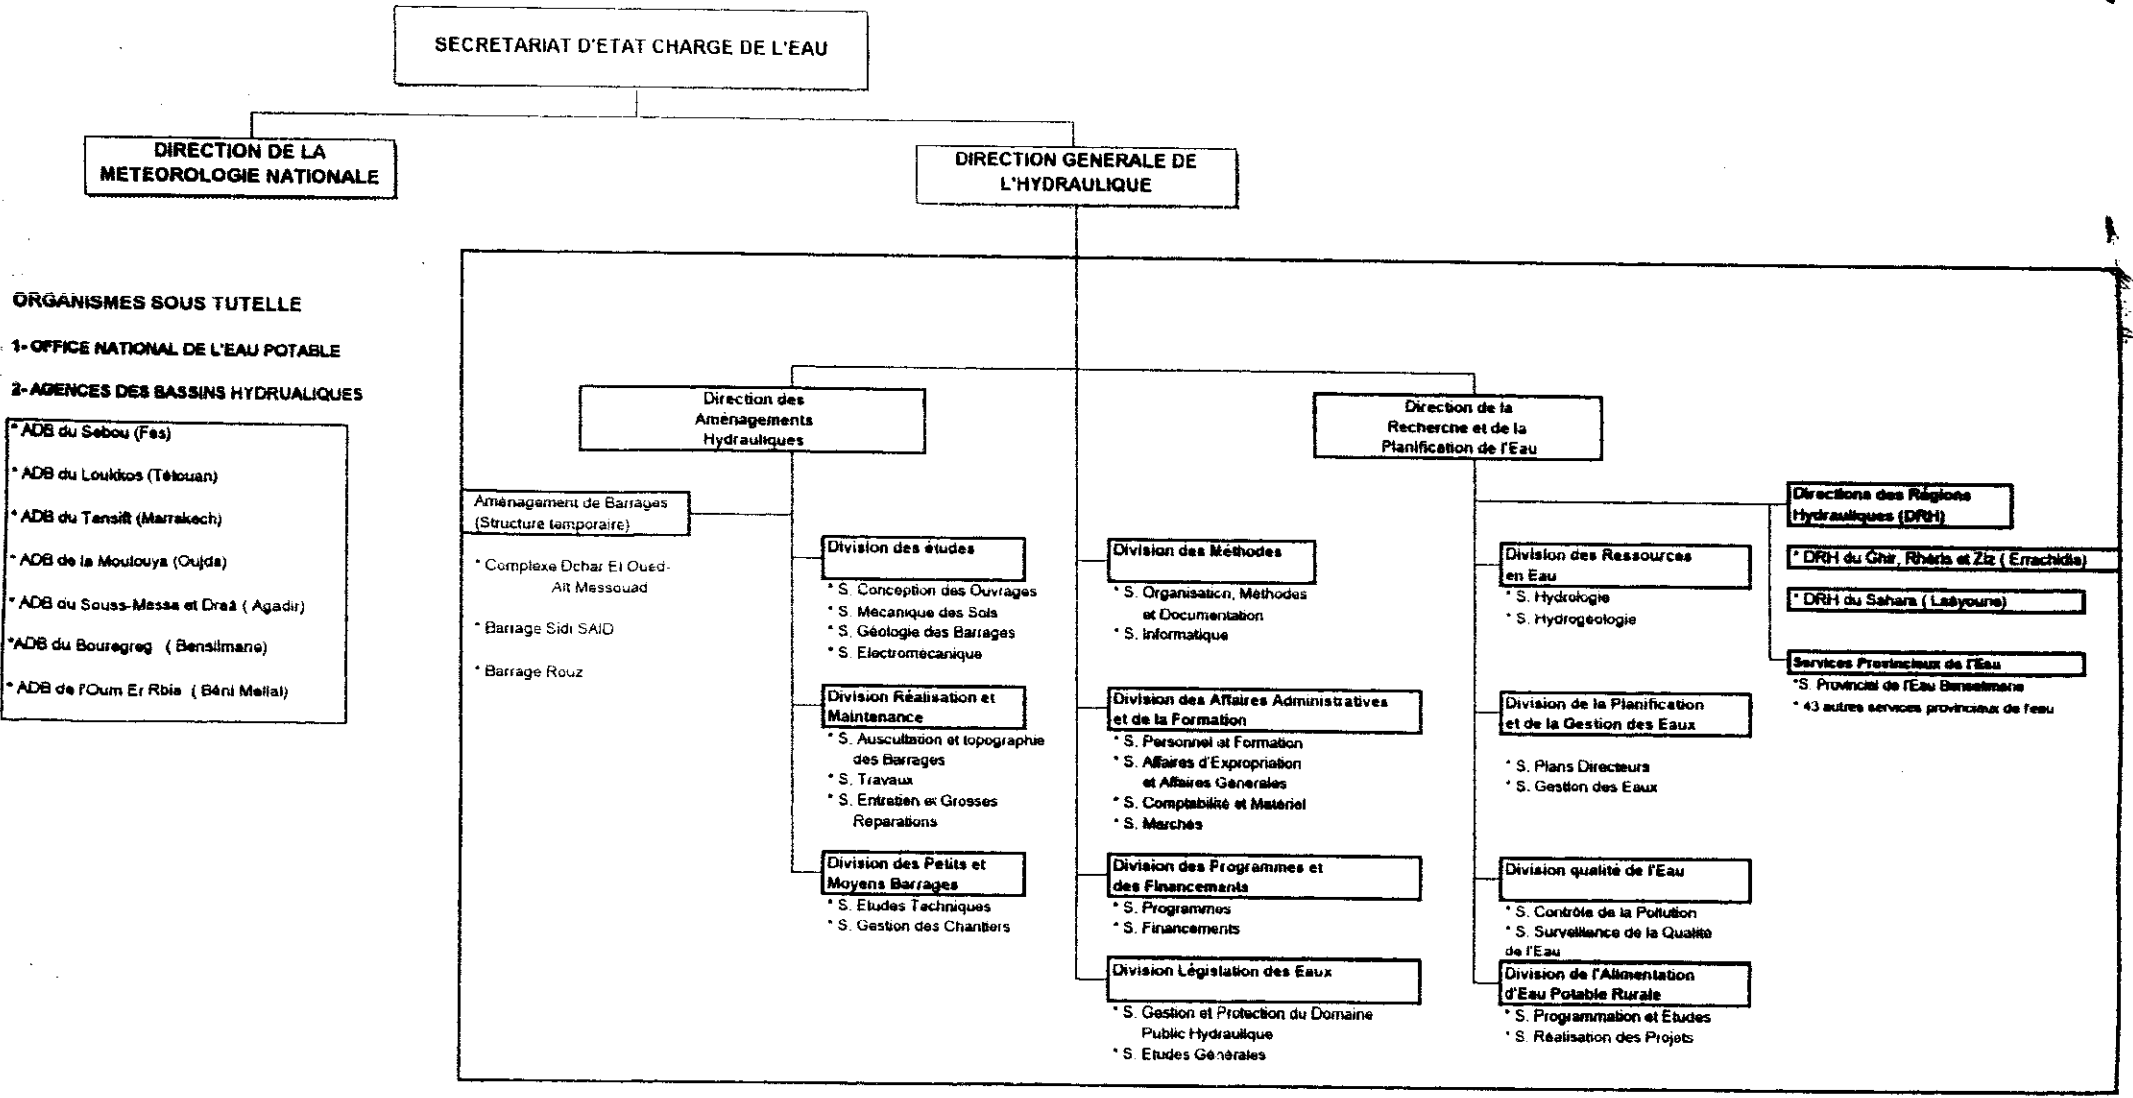 SECRETARIAT D'ETAT CHARGE DE L'EAU
DIRECTION DE LA
METEOROLOGIE NATIONALE
DIRECTION GENERALE DE
L'HYDRAULIQUE
ORGANISMES SOUS TUTELLE
1- OFFICE NATIONAL DE L'EAU POTABLE
2- AGENCES DES BASSINS HYDRUALIQUES
* ADB du Sebou (Fes)
* ADB du Loukkos (Tétouan)
* ADB du Tensift (Marrakech)
* ADB de la Moulouya (Oujda)
* ADB du Souss-Massa et Draâ ( Agadir)
*ADB du Bouregreg ( Benslimane)
* ADB de l'Oum Er Rbia ( Béni Mellal)
Direction des
Aménagements
Hydrauliques
Aménagement de Barrages
(Structure temporaire)
* Complexe Dchar El Oued-
Aït Messouad
* Barrage Sidi SAID
* Barrage Rouz
Division des études
* S. Conception des Ouvrages
* S. Mécanique des Sols
* S. Géologie des Barrages
* S. Electromécanique
Division Réalisation et
Maintenance
* S. Auscultation et topographie
des Barrages
* S. Travaux
* S. Entretien et Grosses
Reparations
Division des Petits et
Moyens Barrages
* S. Etudes Techniques
* S. Gestion des Chantiers
Division des Méthodes
* S. Organisation, Méthodes
et Documentation
* S. Informatique
Division des Affaires Administratives
et de la Formation
* S. Personnel et Formation
* S. Affaires d'Expropriation
et Affaires Générales
* S. Comptabilité et Matériel
* S. Marchés
Division des Programmes et
des Financements
* S. Programmes
* S. Financements
Division Législation des Eaux
* S. Gestion et Protection du Domaine
Public Hydraulique
* S. Etudes Générales
Direction de la
Recherche et de la
Planification de l'Eau
Division des Ressources
en Eau
* S. Hydrologie
* S. Hydrogéologie
Division de la Planification
et de la Gestion des Eaux
* S. Plans Directeurs
* S. Gestion des Eaux
Division qualité de l'Eau
* S. Contrôle de la Pollution
* S. Surveillance de la Qualité
de l'Eau
Division de l'Alimentation
d'Eau Potable Rurale
* S. Programmation et Etudes
* S. Réalisation des Projets
Directions des Régions
Hydrauliques (DRH)
* DRH du Ghir, Rhéris et Ziz ( Errachidia)
* DRH du Sahara ( Laâyoune)
Services Provinciaux de l'Eau
*S. Provincial de l'Eau Benselmane
* 43 autres services provinciaux de l'eau